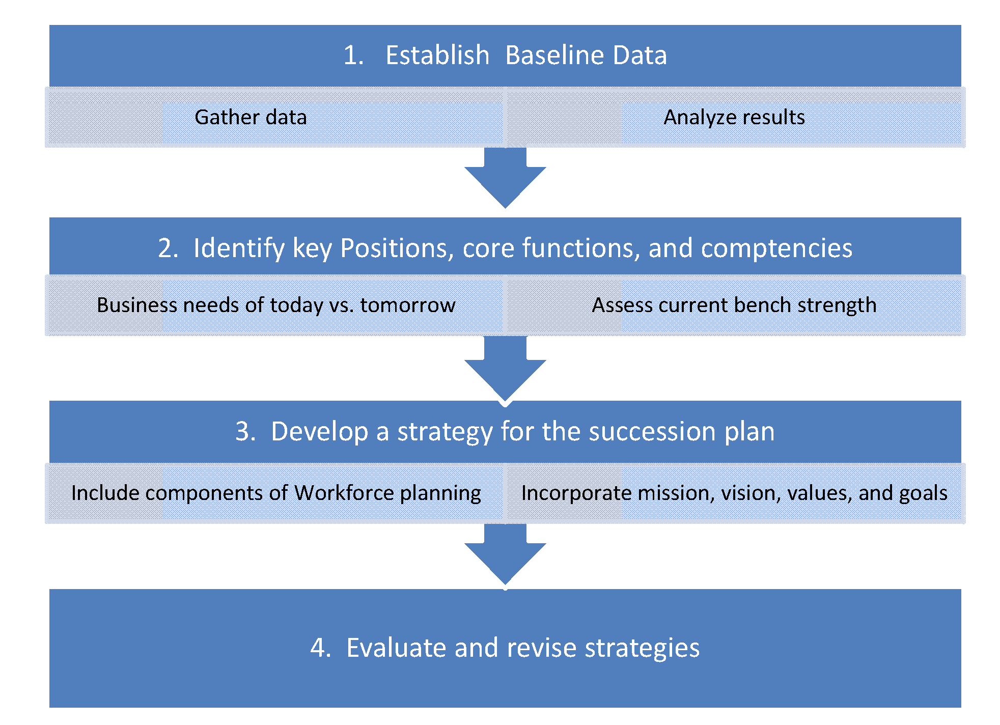 1. Establish Baseline Data
Gather data
Analyze results
2. Identify key Positions, core functions, and comptencies
Business needs of today vs. tomorrow
Assess current bench strength
3. Develop a strategy for the succession plan
Include components of Workforce planning
Incorporate mission, vision, values, and goals
4. Evaluate and revise strategies